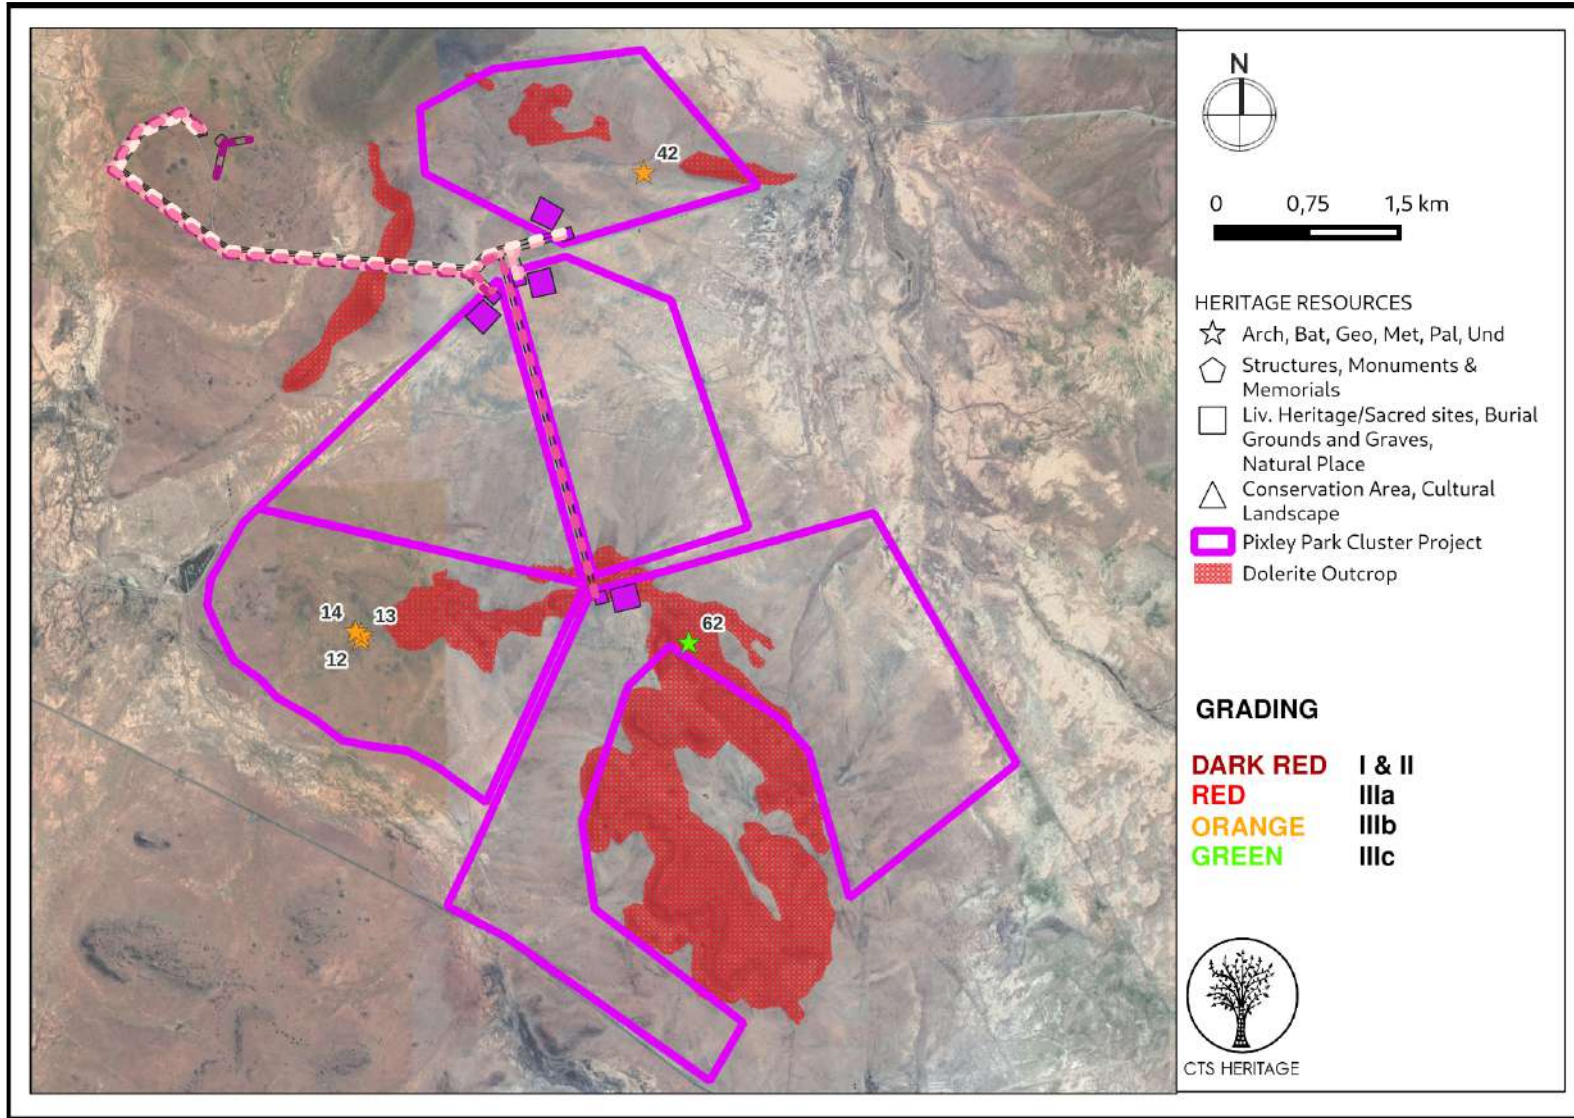 42
14
13
12
62
N
0 0,75 1,5 km
HERITAGE RESOURCES
Arch, Bat, Geo, Met, Pal, Und
Structures, Monuments &
Memorials
Liv. Heritage/Sacred sites, Burial
Grounds and Graves,
Natural Place
Conservation Area, Cultural
Landscape
Pixley Park Cluster Project
Dolerite Outcrop
GRADING
DARK RED I & II
RED IIIa
ORANGE IIIb
GREEN IIIc
CTS HERITAGE